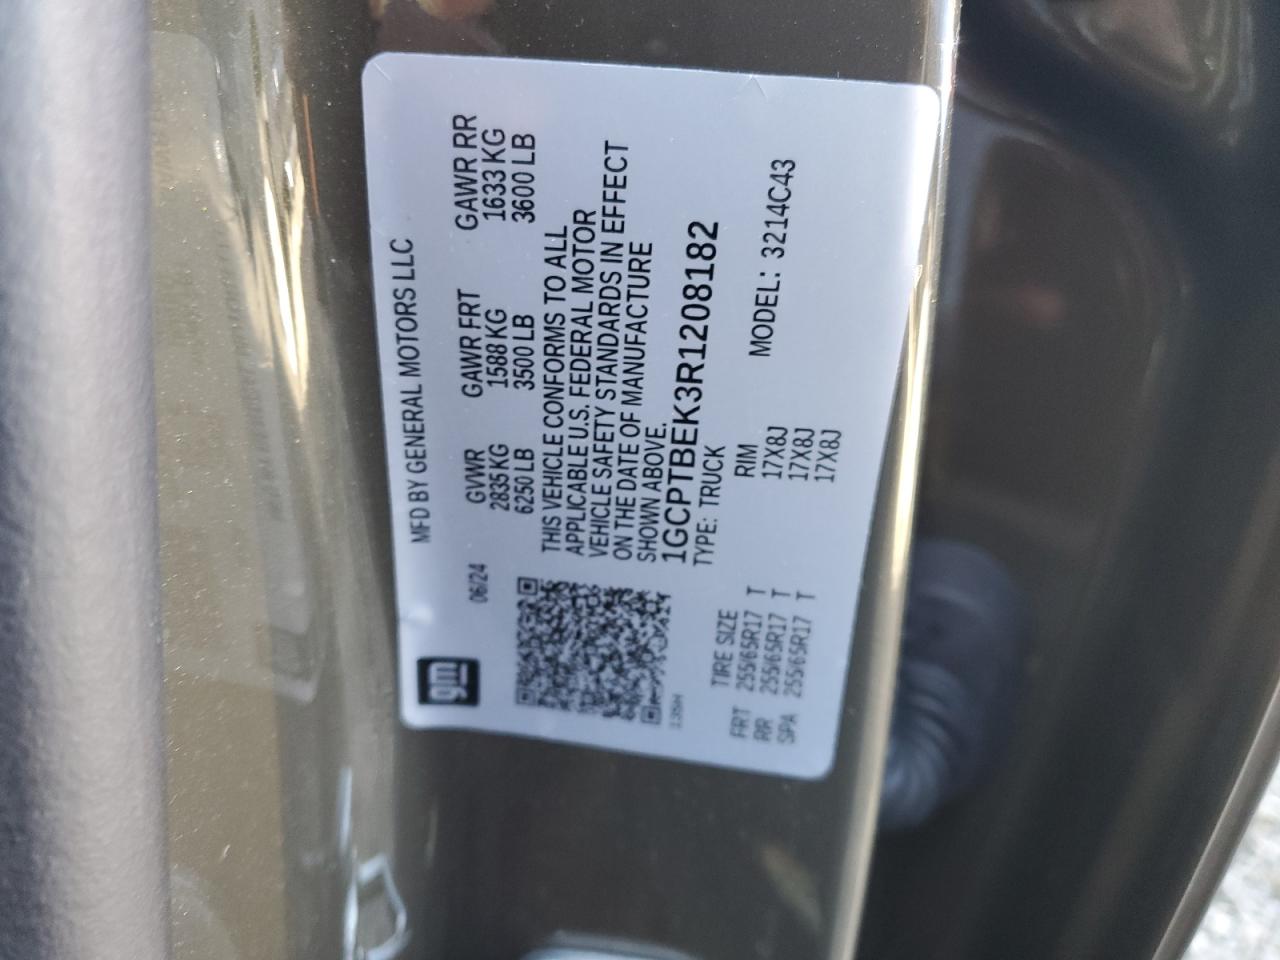 gm
06/24
MFD BY GENERAL MOTORS LLC
GVWR GAWR FRT GAWR RR
2835 KG 1588 KG 1633 KG
6250 LB 3500 LB 3600 LB
THIS VEHICLE CONFORMS TO ALL
APPLICABLE U.S. FEDERAL MOTOR
VEHICLE SAFETY STANDARDS IN EFFECT
ON THE DATE OF MANUFACTURE
SHOWN ABOVE.
1GCPTBEK3R1208182
TYPE: TRUCK
MODEL: 3214C43
TIRE SIZE RIM
FRT 255/65R17 T 17X8J
RR 255/65R17 T 17X8J
SPA 255/65R17 T 17X8J